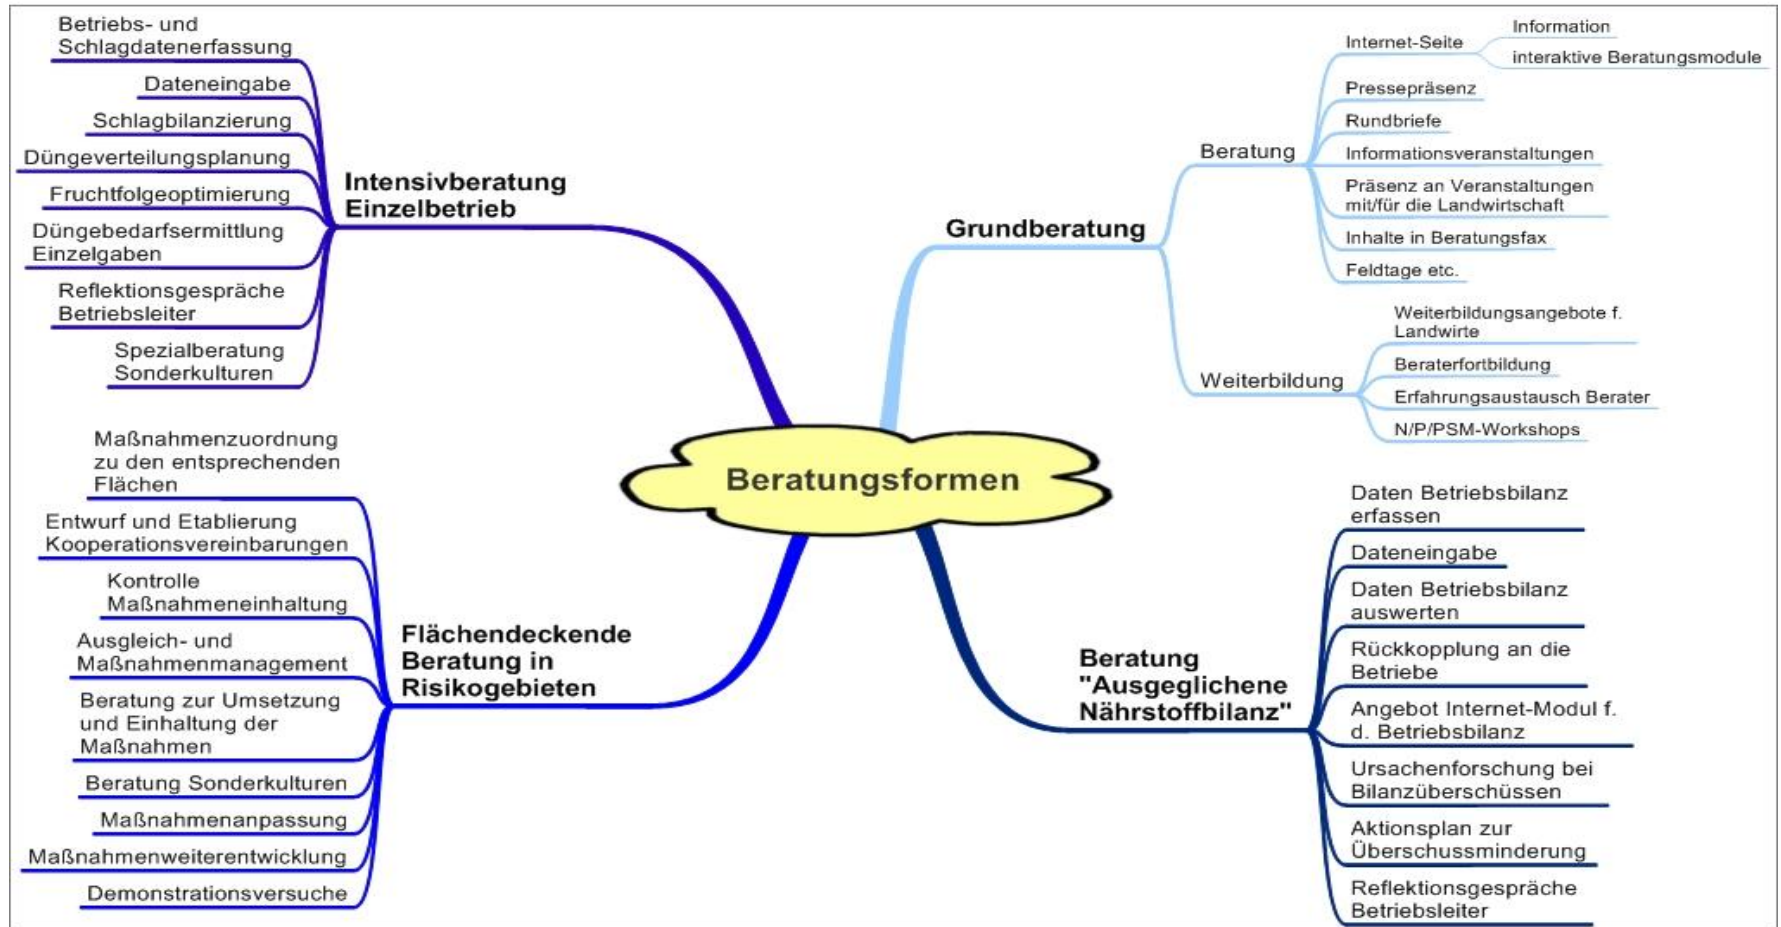 Betriebs- und
Schlagdatenerfassung
Dateneingabe
Schlagbilanzierung
Düngeverteilungsplanung
Fruchtfolgeoptimierung
Düngebedarfsermittlung
Einzelgaben
Reflektionsgespräche
Betriebsleiter
Spezialberatung
Sonderkulturen
Intensivberatung
Einzelbetrieb
Maßnahmenzuordnung
zu den entsprechenden
Flächen
Entwurf und Etablierung
Kooperationsvereinbarungen
Kontrolle
Maßnahmeneinhaltung
Ausgleich- und
Maßnahmenmanagement
Beratung zur Umsetzung
und Einhaltung der
Maßnahmen
Beratung Sonderkulturen
Maßnahmenanpassung
Maßnahmenweiterentwicklung
Demonstrationsversuche
Flächendeckende
Beratung in
Risikogebieten
Beratungsformen
Grundberatung
Beratung
Internet-Seite
Information
interaktive Beratungsmodule
Pressepräsenz
Rundbriefe
Informationsveranstaltungen
Präsenz an Veranstaltungen
mit/für die Landwirtschaft
Inhalte in Beratungsfax
Feldtage etc.
Weiterbildung
Weiterbildungsangebote f.
Landwirte
Beraterfortbildung
Erfahrungsaustausch Berater
N/P/PSM-Workshops
Beratung
"Ausgeglichene
Nährstoffbilanz"
Daten Betriebsbilanz
erfassen
Dateneingabe
Daten Betriebsbilanz
auswerten
Rückkopplung an die
Betriebe
Angebot Internet-Modul f.
d. Betriebsbilanz
Ursachenforschung bei
Bilanzüberschüssen
Aktionsplan zur
Überschussminderung
Reflektionsgespräche
Betriebsleiter